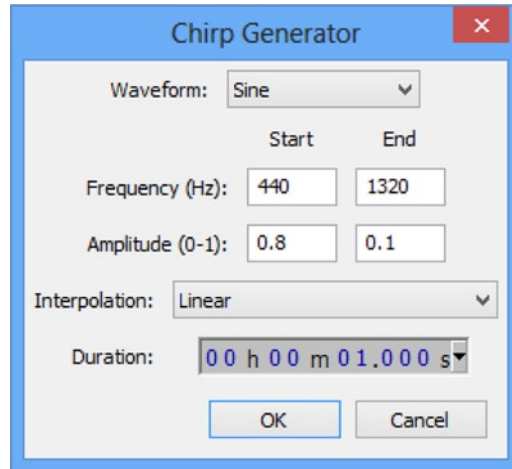 Chirp Generator
Waveform: Sine
Start End
Frequency (Hz): 440 1320
Amplitude (0-1): 0.8 0.1
Interpolation: Linear
Duration: 00 h 00 m 01.000 s
OK Cancel